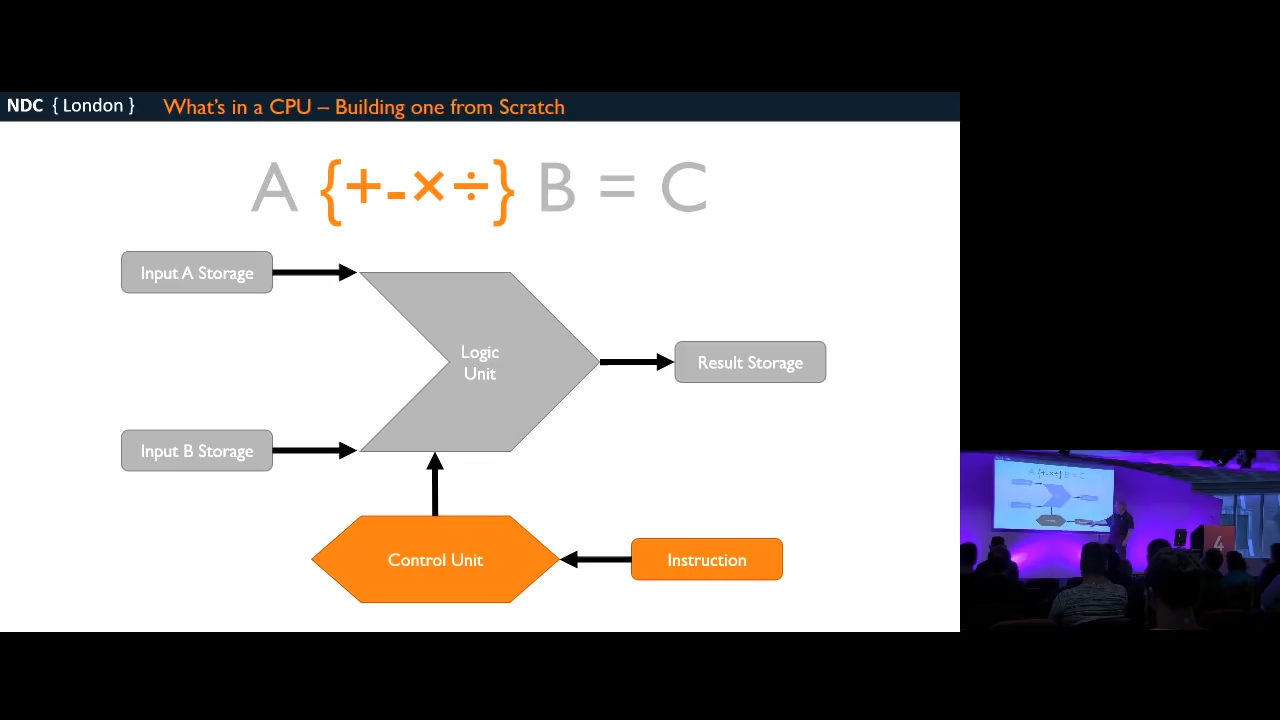 NDC { London }
What's in a CPU – Building one from Scratch
A {+-×÷} B = C
Input A Storage
Logic
Unit
Result Storage
Input B Storage
Control Unit
Instruction
4